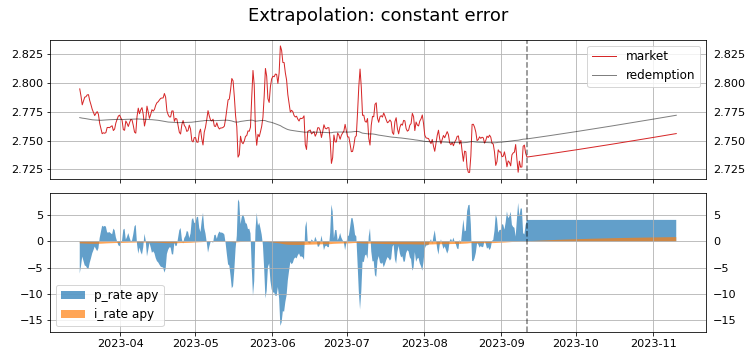 Extrapolation: constant error
2.825 2.825
2.800 2.800
2.775 2.775
2.750 2.750
2.725 2.725
market
redemption
5 5
0 0
−5 −5
−10 −10
−15 −15
p_rate apy
i_rate apy
2023-04 2023-05 2023-06 2023-07 2023-08 2023-09 2023-10 2023-11